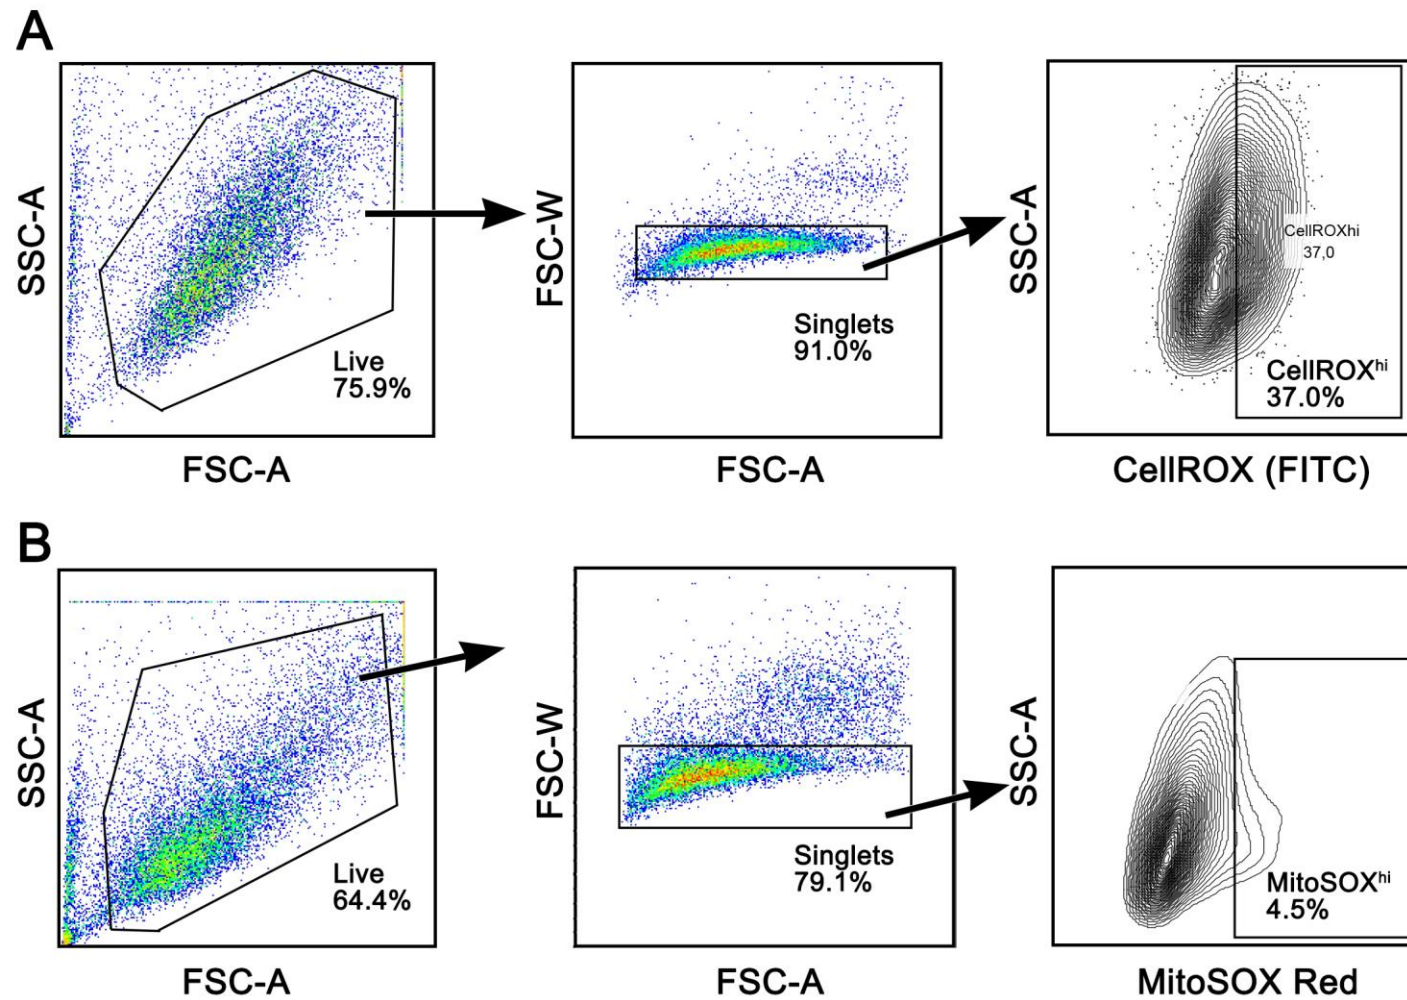 A
SSC-A
Live
75.9%
FSC-A
FSC-W
Singlets
91.0%
FSC-A
SSC-A
CellROXhi
37,0
CellROXhi
37.0%
CellROX (FITC)
B
SSC-A
Live
64.4%
FSC-A
FSC-W
Singlets
79.1%
FSC-A
SSC-A
MitoSOXhi
4.5%
MitoSOX Red